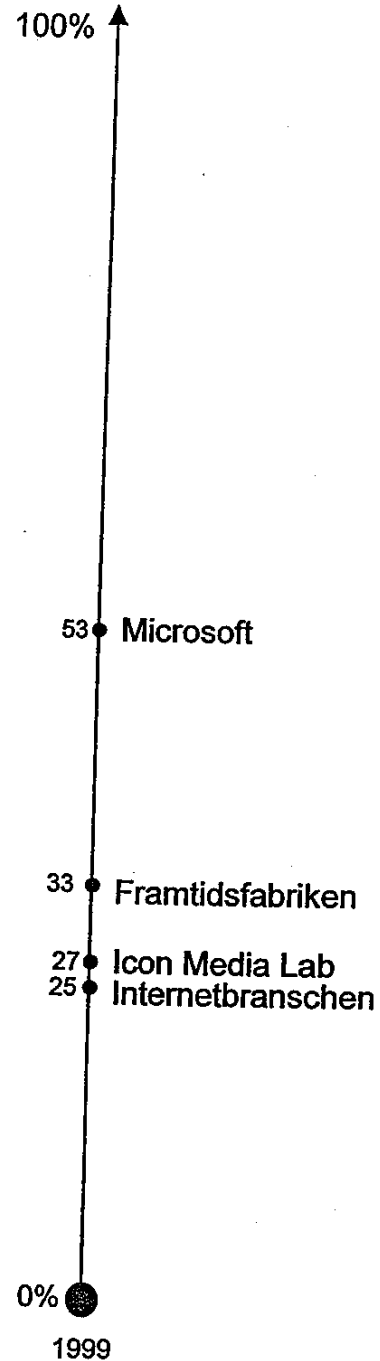 100%
53 Microsoft
33 Framtidsfabriken
27 Icon Media Lab
25 Internetbranschen
0%
1999